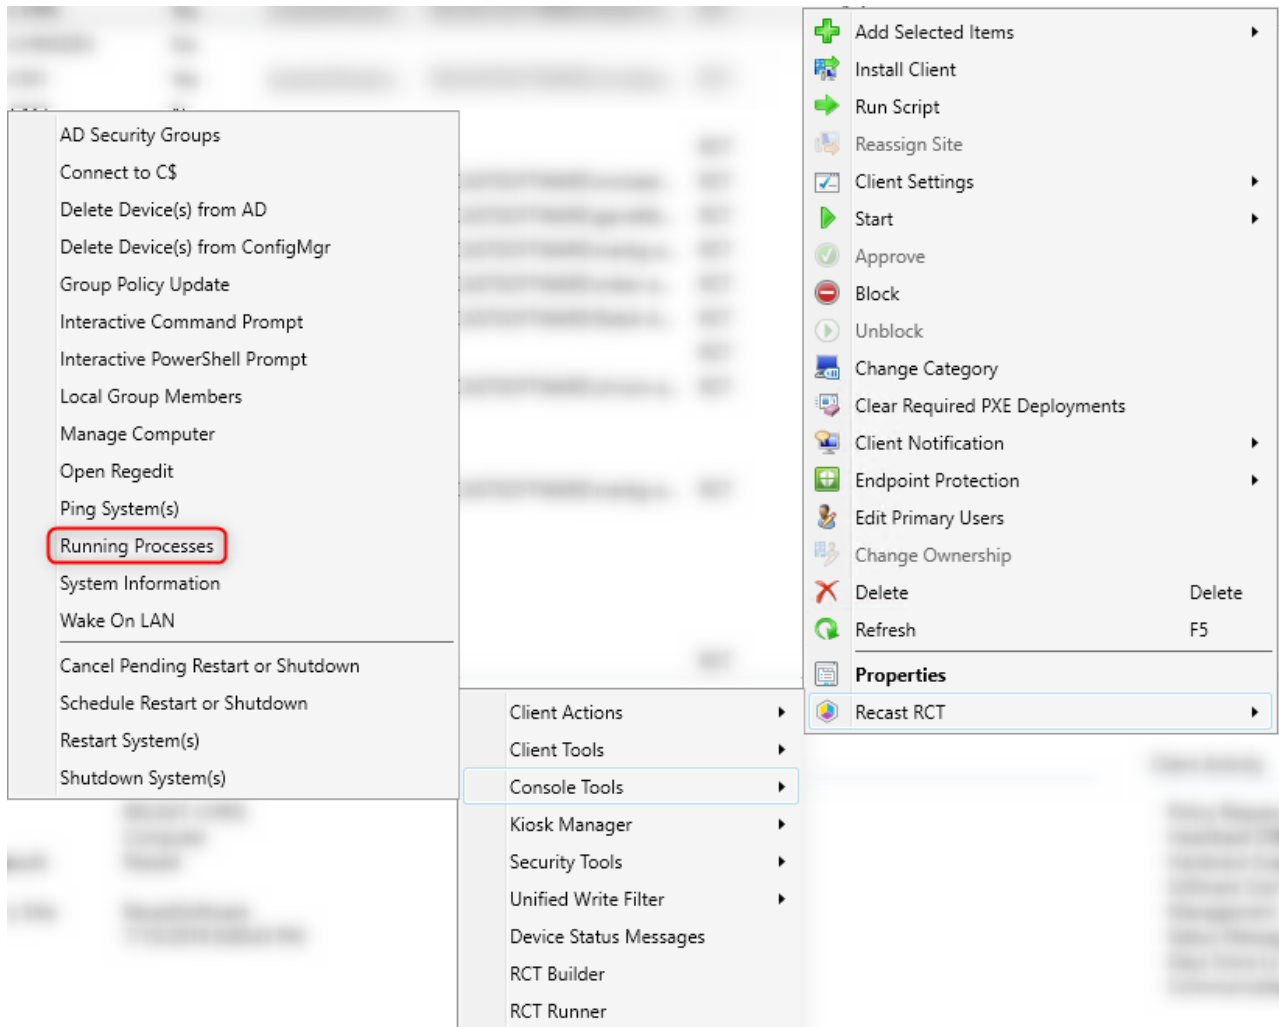 Add Selected Items
Install Client
Run Script
Reassign Site
Client Settings
Start
Approve
Block
Unblock
Change Category
Clear Required PXE Deployments
Client Notification
Endpoint Protection
Edit Primary Users
Change Ownership
Delete Delete
Refresh F5
Properties
Recast RCT
Client Actions
Client Tools
Console Tools
Kiosk Manager
Security Tools
Unified Write Filter
Device Status Messages
RCT Builder
RCT Runner
AD Security Groups
Connect to C$
Delete Device(s) from AD
Delete Device(s) from ConfigMgr
Group Policy Update
Interactive Command Prompt
Interactive PowerShell Prompt
Local Group Members
Manage Computer
Open Regedit
Ping System(s)
Running Processes
System Information
Wake On LAN
Cancel Pending Restart or Shutdown
Schedule Restart or Shutdown
Restart System(s)
Shutdown System(s)